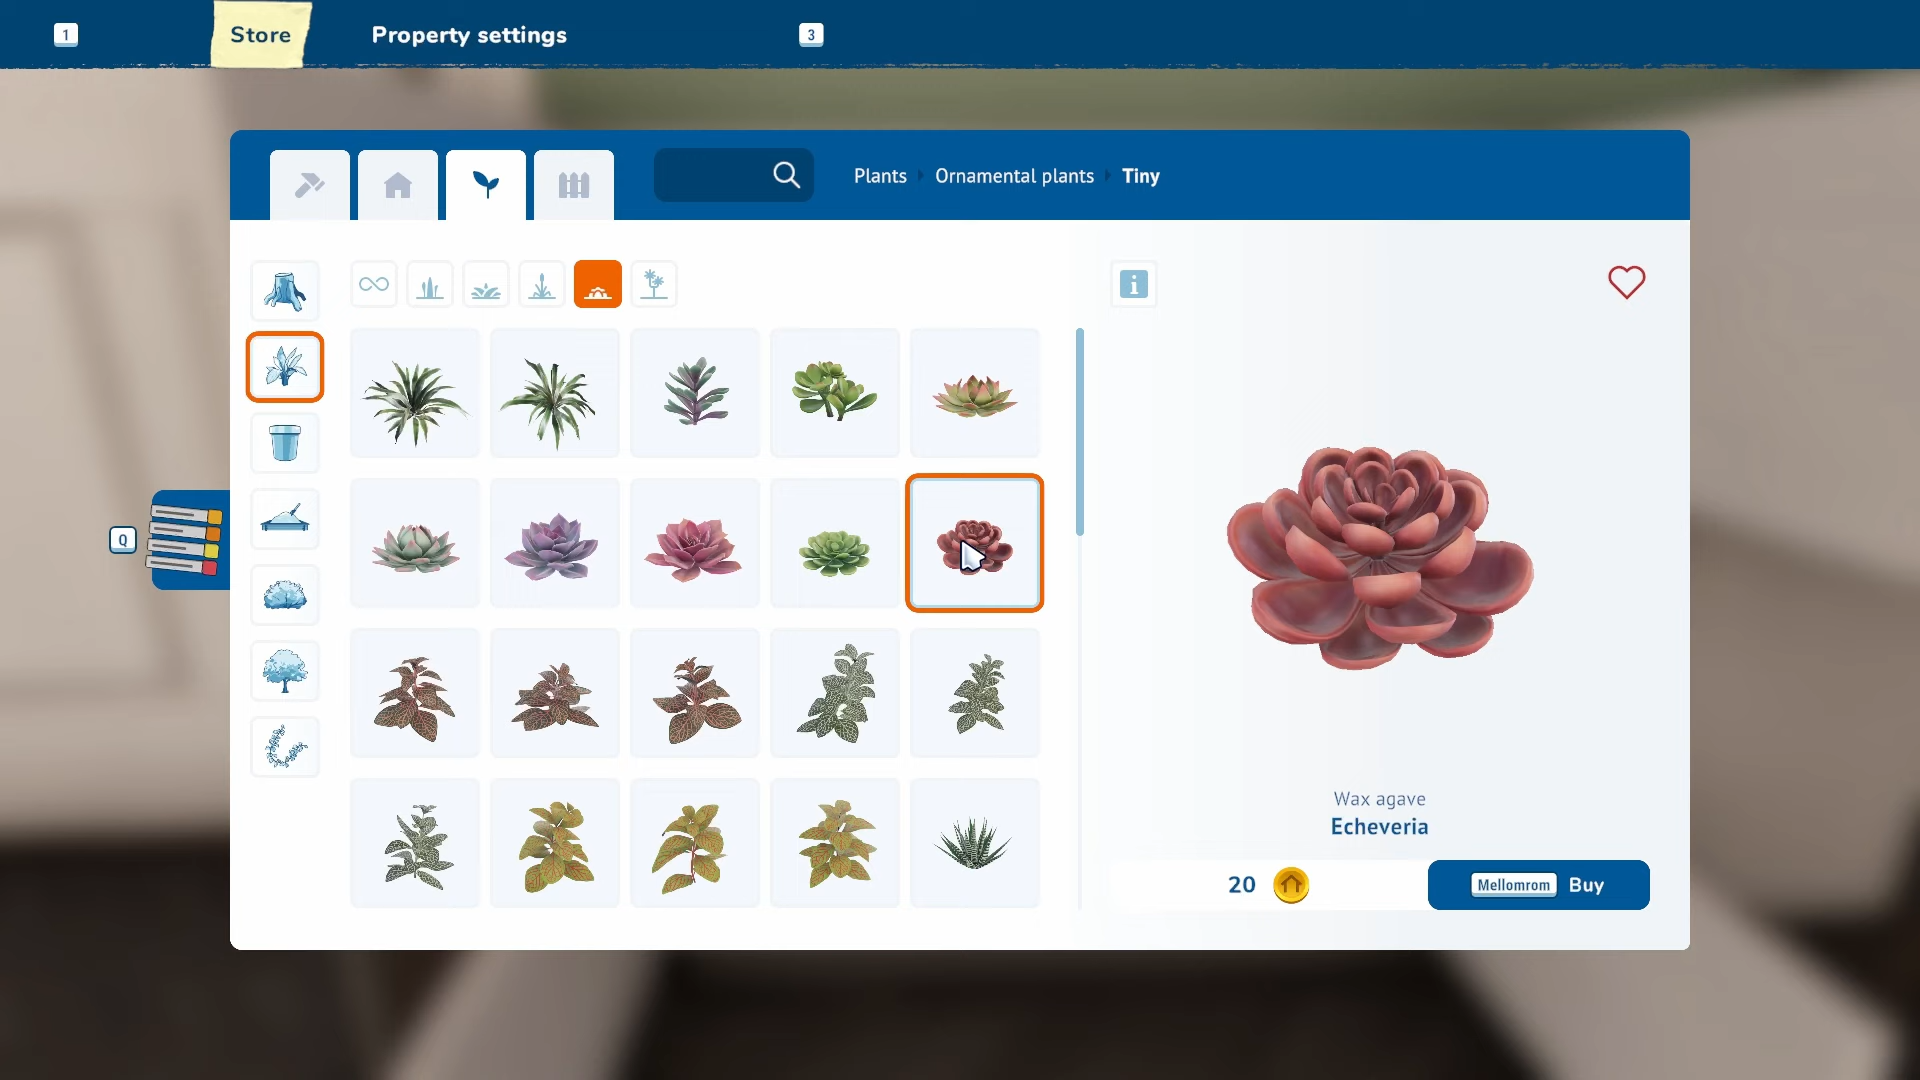 1
Store
Property settings
3
Plants
Ornamental plants
Tiny
Q
i
Wax agave
Echeveria
20
Mellomrom
Buy